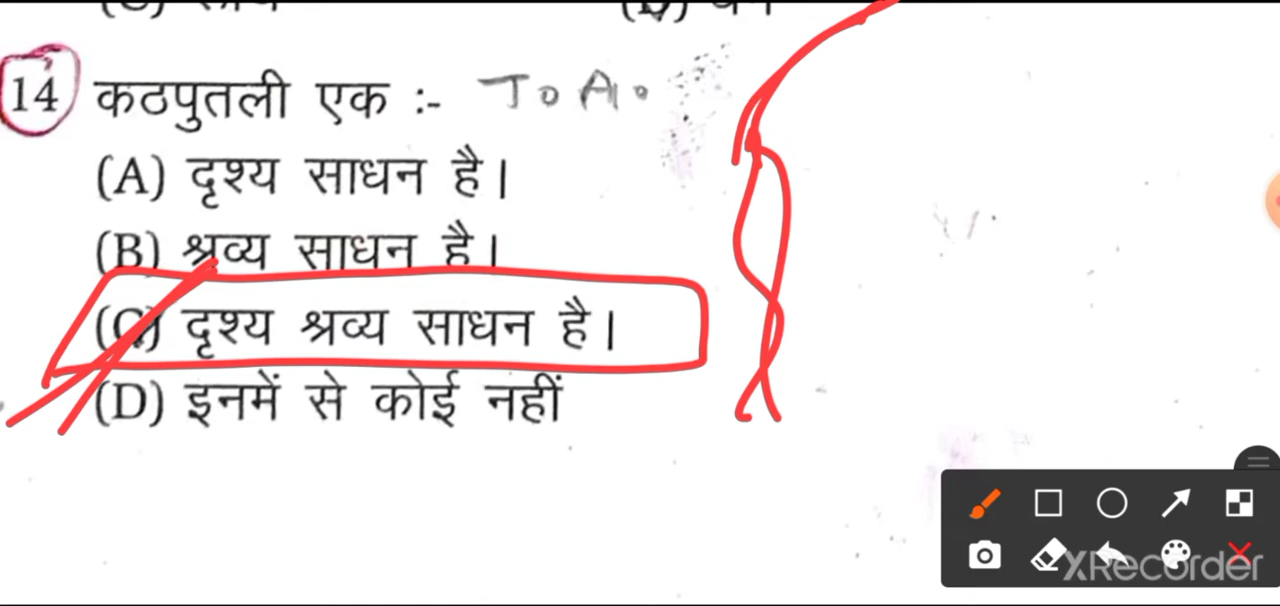 14 कठपुतली एक :- T o A o
(A) दृश्य साधन है।
(B) श्रव्य साधन है।
(C) दृश्य श्रव्य साधन है।
(D) इनमें से कोई नहीं
XRecorder